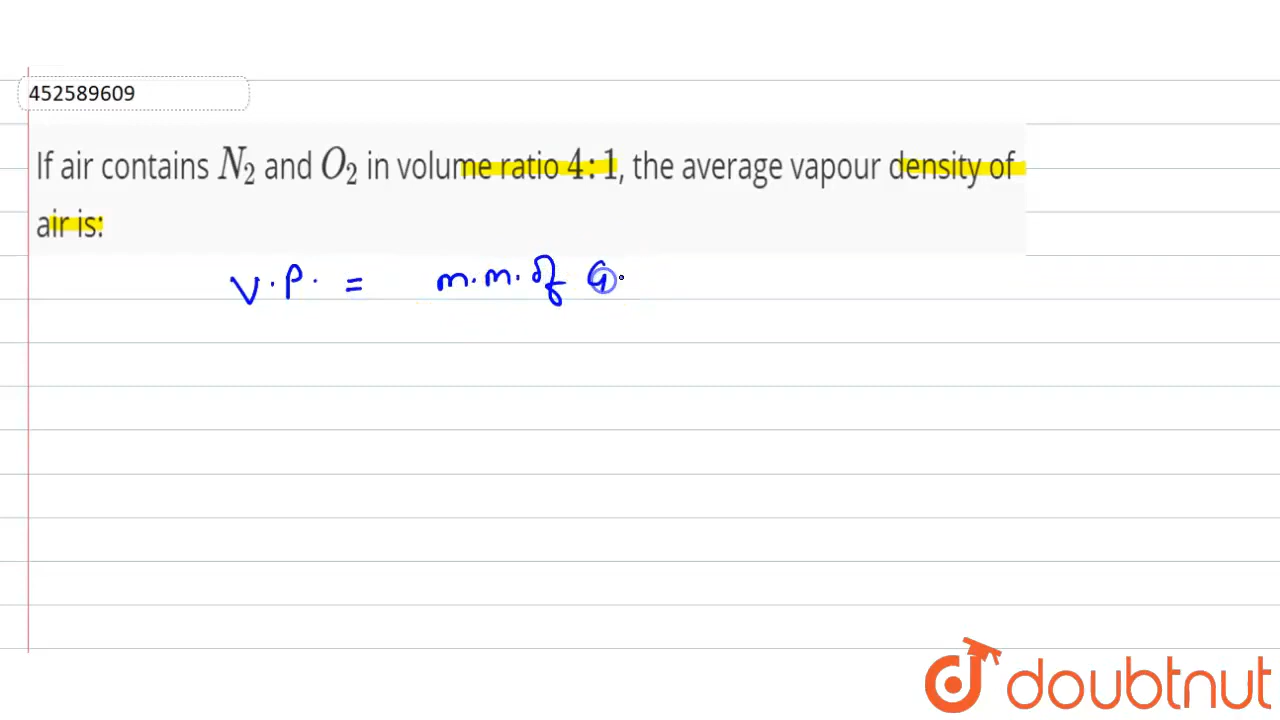 452589609
If air contains N₂ and O₂ in volume ratio 4 : 1, the average vapour density of
air is:
V.P. = m.m. of G.
doubtnut